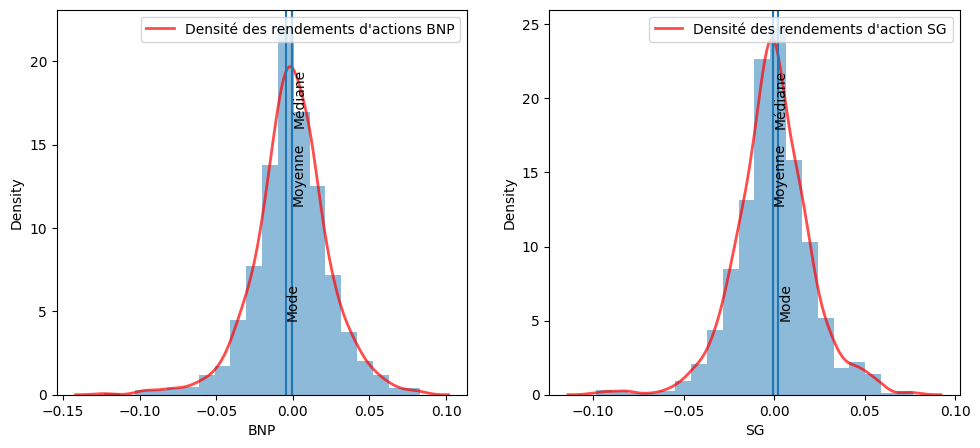 Densité des rendements d'actions BNP
Density
20
15
10
5
0
Médiane
Moyenne
Mode
−0.15
−0.10
−0.05
0.00
0.05
0.10
BNP
Densité des rendements d'action SG
Density
25
20
15
10
5
0
Médiane
Moyenne
Mode
−0.10
−0.05
0.00
0.05
0.10
SG